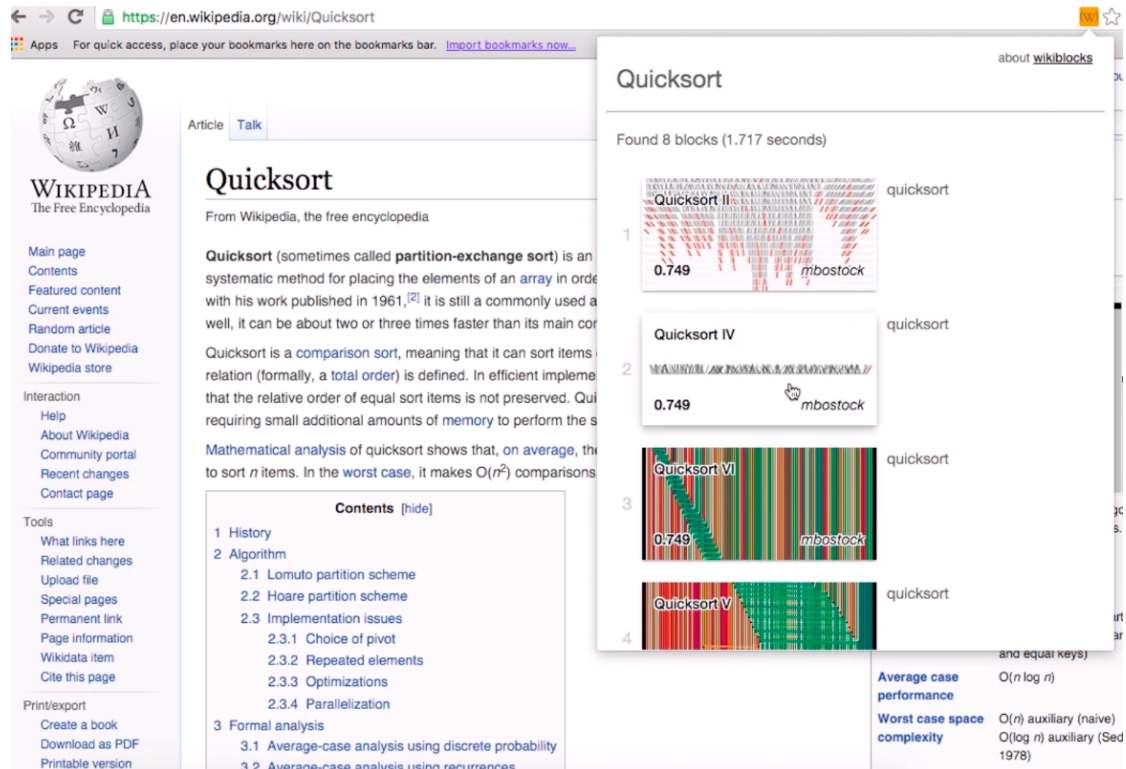 https://en.wikipedia.org/wiki/Quicksort
Apps For quick access, place your bookmarks here on the bookmarks bar. Import bookmarks now...
WIKIPEDIA
The Free Encyclopedia
Main page
Contents
Featured content
Current events
Random article
Donate to Wikipedia
Wikipedia store
Interaction
Help
About Wikipedia
Community portal
Recent changes
Contact page
Tools
What links here
Related changes
Upload file
Special pages
Permanent link
Page information
Wikidata item
Cite this page
Print/export
Create a book
Download as PDF
Printable version
Article Talk
Quicksort
From Wikipedia, the free encyclopedia
Quicksort (sometimes called partition-exchange sort) is an
systematic method for placing the elements of an array in orde
with his work published in 1961,[2] it is still a commonly used a
well, it can be about two or three times faster than its main cor
Quicksort is a comparison sort, meaning that it can sort items
relation (formally, a total order) is defined. In efficient impleme
that the relative order of equal sort items is not preserved. Qui
requiring small additional amounts of memory to perform the s
Mathematical analysis of quicksort shows that, on average, the
to sort n items. In the worst case, it makes O(n2) comparisons
Contents [hide]
1 History
2 Algorithm
2.1 Lomuto partition scheme
2.2 Hoare partition scheme
2.3 Implementation issues
2.3.1 Choice of pivot
2.3.2 Repeated elements
2.3.3 Optimizations
2.3.4 Parallelization
3 Formal analysis
3.1 Average-case analysis using discrete probability
3.2 Average-case analysis using recurrences
about wikiblocks
Quicksort
Found 8 blocks (1.717 seconds)
1
Quicksort II
0.749 mbostock
quicksort
2
Quicksort IV
0.749 mbostock
quicksort
3
Quicksort VI
0.749 mbostock
quicksort
4
Quicksort V
quicksort
and equal keys)
Average case performance
O(n log n)
Worst case space complexity
O(n) auxiliary (naive)
O(log n) auxiliary (Sed
1978)